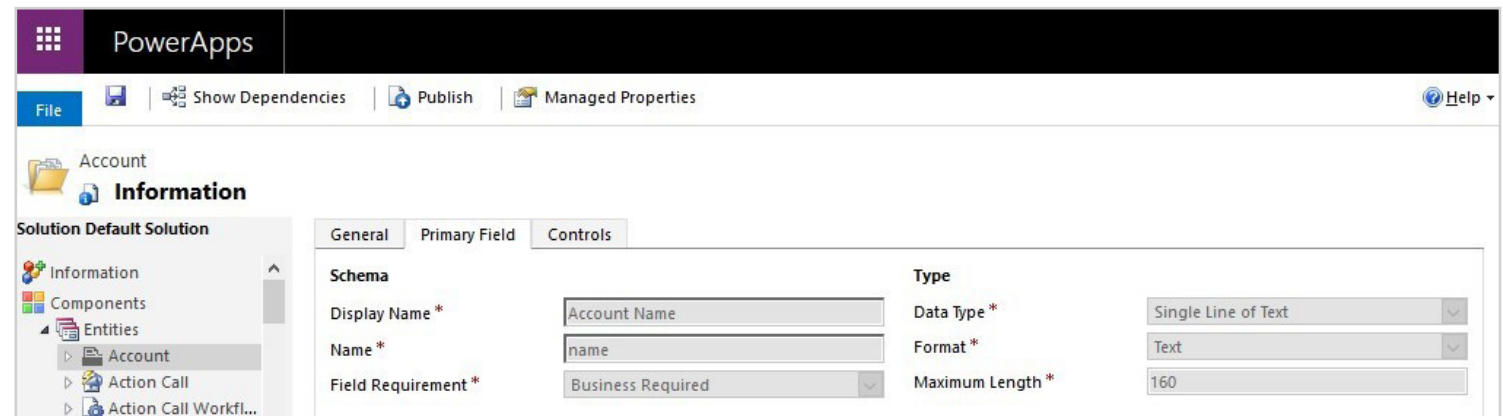 PowerApps
File Show Dependencies Publish Managed Properties Help
Account
Information
Solution Default Solution
Information
Components
Entities
Account
Action Call
Action Call Workfl...
General Primary Field Controls
Schema
Display Name * Account Name
Name * name
Field Requirement * Business Required
Type
Data Type * Single Line of Text
Format * Text
Maximum Length * 160